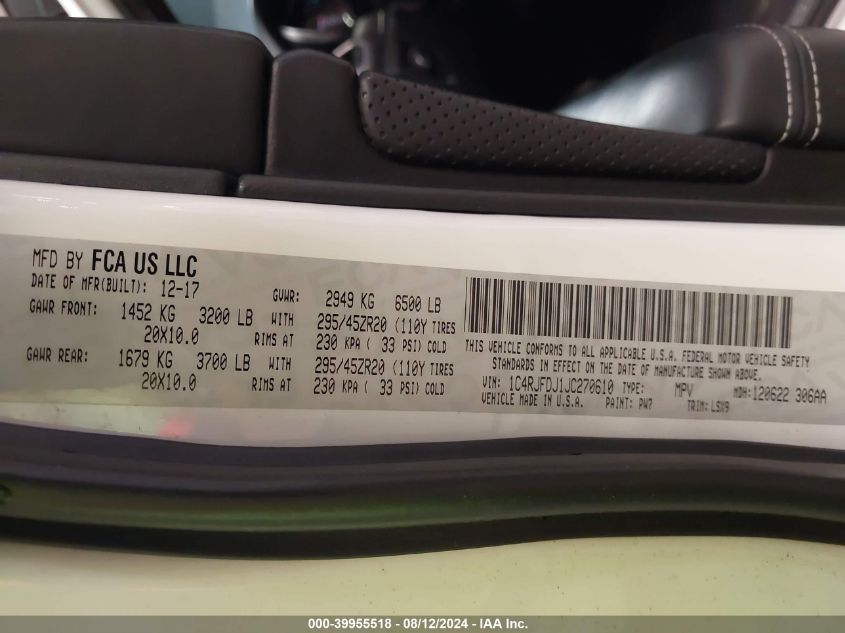 MFD BY FCA US LLC
DATE OF MFR(BUILT): 12-17 GVWR: 2949 KG 6500 LB
GAWR FRONT: 1452 KG 3200 LB WITH 295/45ZR20 (110Y TIRES
20X10.0 RIMS AT 230 KPA ( 33 PSI) COLD
GAWR REAR: 1679 KG 3700 LB WITH 295/45ZR20 (110Y TIRES
20X10.0 RIMS AT 230 KPA ( 33 PSI) COLD
THIS VEHICLE CONFORMS TO ALL APPLICABLE U.S.A. FEDERAL MOTOR VEHICLE SAFETY
STANDARDS IN EFFECT ON THE DATE OF MANUFACTURE SHOWN ABOVE.
VIN: 1C4RJFDJ1JC270610 TYPE: MPV MDH:120622 306AA
VEHICLE MADE IN U.S.A. PAINT: PW7 TRIM: LSX9
000-39955518 - 08/12/2024 - IAA Inc.